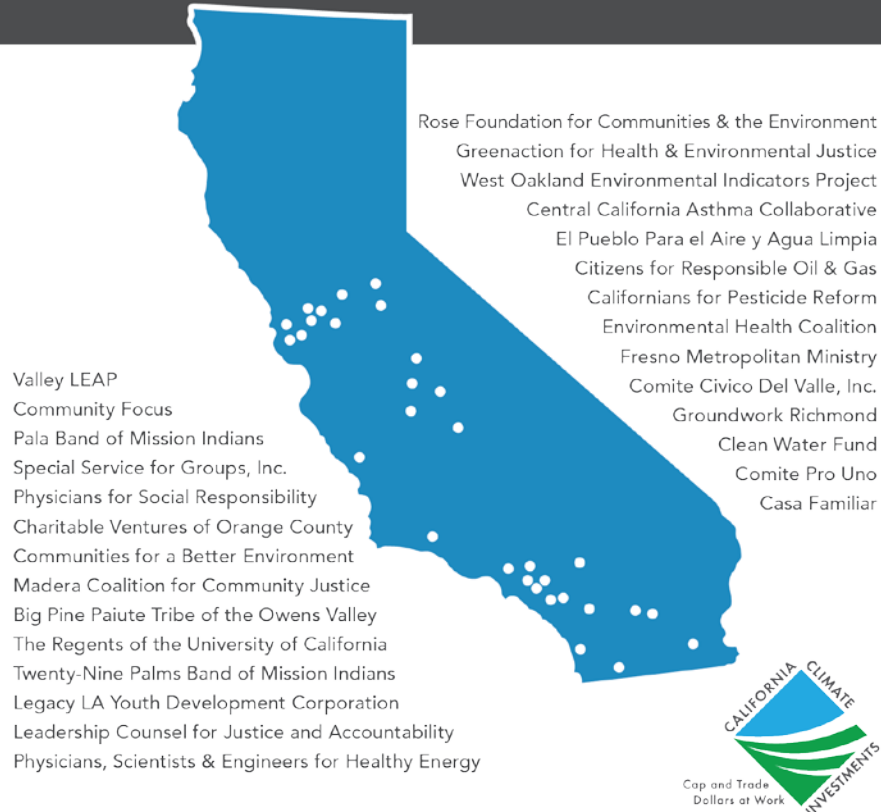 Rose Foundation for Communities & the Environment
Greenaction for Health & Environmental Justice
West Oakland Environmental Indicators Project
Central California Asthma Collaborative
El Pueblo Para el Aire y Agua Limpia
Citizens for Responsible Oil & Gas
Californians for Pesticide Reform
Environmental Health Coalition
Fresno Metropolitan Ministry
Comite Civico Del Valle, Inc.
Groundwork Richmond
Clean Water Fund
Comite Pro Uno
Casa Familiar
Valley LEAP
Community Focus
Pala Band of Mission Indians
Special Service for Groups, Inc.
Physicians for Social Responsibility
Charitable Ventures of Orange County
Communities for a Better Environment
Madera Coalition for Community Justice
Big Pine Paiute Tribe of the Owens Valley
The Regents of the University of California
Twenty-Nine Palms Band of Mission Indians
Legacy LA Youth Development Corporation
Leadership Counsel for Justice and Accountability
Physicians, Scientists & Engineers for Healthy Energy
CALIFORNIA
CLIMATE
INVESTMENTS
Cap and Trade
Dollars at Work